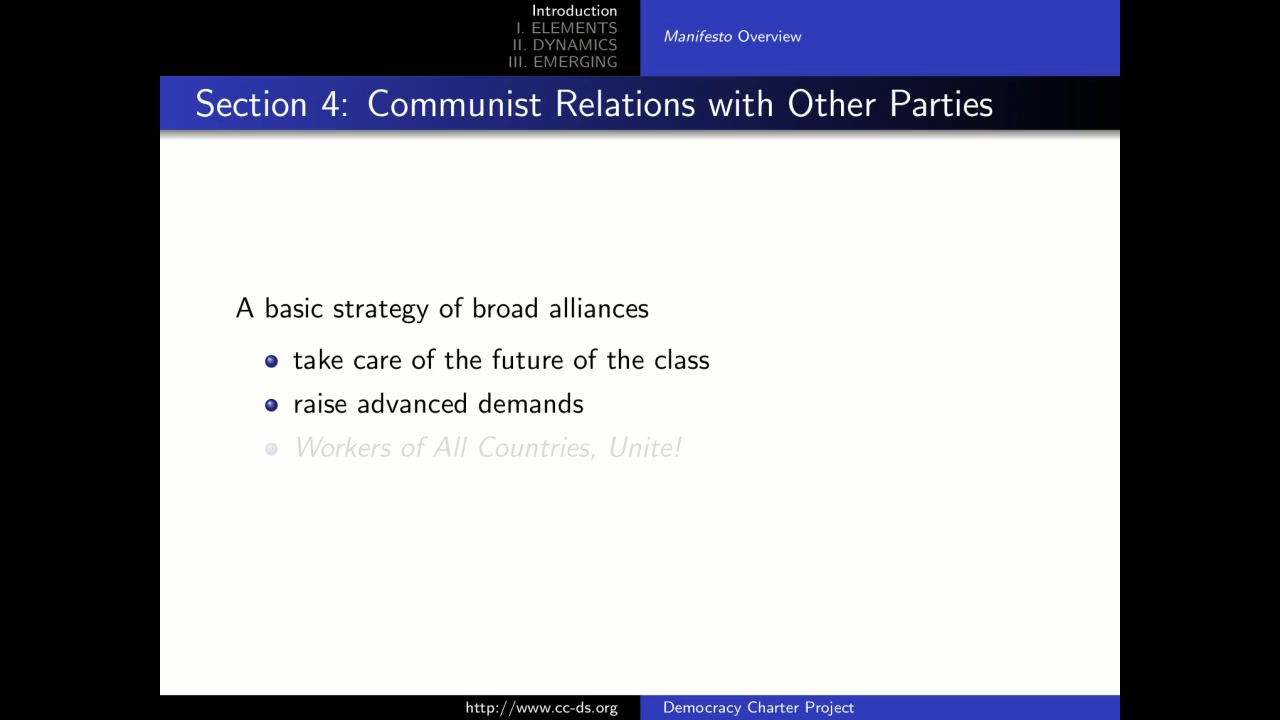 Introduction
I. ELEMENTS
II. DYNAMICS
III. EMERGING
Manifesto Overview
Section 4: Communist Relations with Other Parties
A basic strategy of broad alliances
take care of the future of the class
raise advanced demands
Workers of All Countries, Unite!
http://www.cc-ds.org
Democracy Charter Project